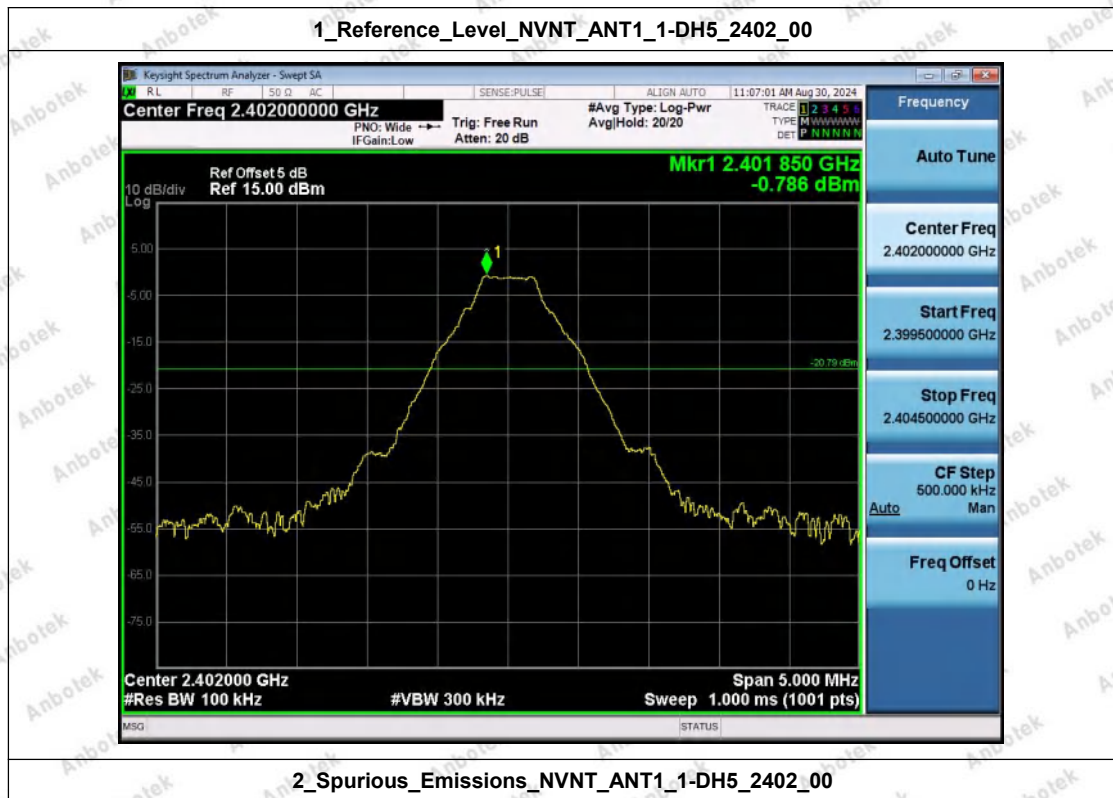 1_Reference_Level_NVNT_ANT1_1-DH5_2402_00
Keysight Spectrum Analyzer - Swept SA
RL RF 50 Ω AC SENSE:PULSE ALIGN AUTO 11:07:01 AM Aug 30, 2024
Center Freq 2.402000000 GHz
PNO: Wide
IFGain:Low
Trig: Free Run
Atten: 20 dB
#Avg Type: Log-Pwr
Avg|Hold: 20/20
TRACE 1 2 3 4 5 6
TYPE MWWWWW
DET P NNNNN
Frequency
Auto Tune
Center Freq
2.402000000 GHz
Start Freq
2.399500000 GHz
Stop Freq
2.404500000 GHz
CF Step
500.000 kHz
Auto Man
Freq Offset
0 Hz
Mkr1 2.401 850 GHz
-0.786 dBm
Ref Offset 5 dB
10 dB/div Ref 15.00 dBm
Log
1
5.00
-5.00
-15.0
-20.79 dBm
-25.0
-35.0
-45.0
-55.0
-65.0
-75.0
Center 2.402000 GHz Span 5.000 MHz
#Res BW 100 kHz #VBW 300 kHz Sweep 1.000 ms (1001 pts)
MSG STATUS
2_Spurious_Emissions_NVNT_ANT1_1-DH5_2402_00
Anbotek